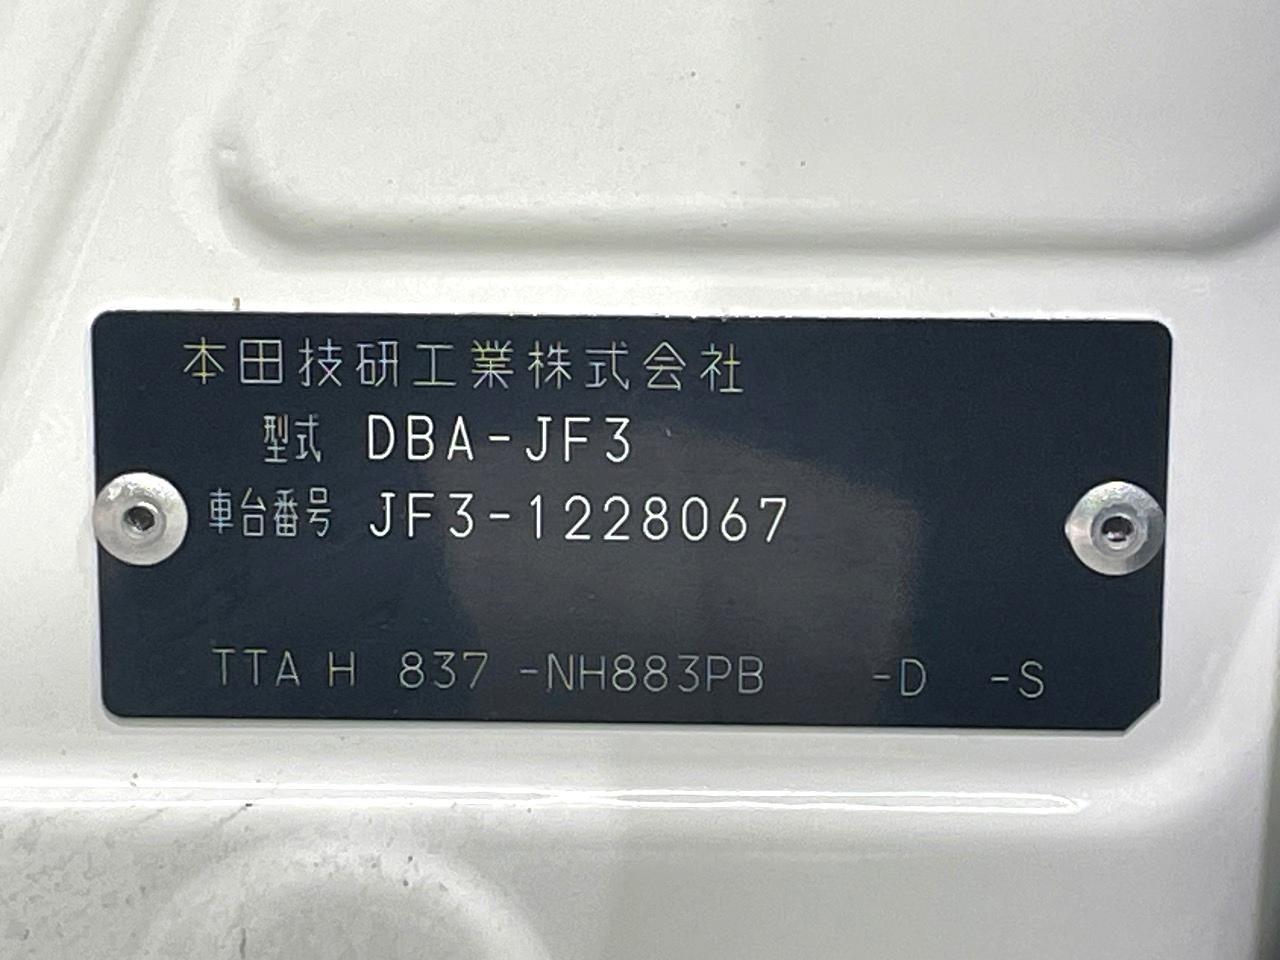 本田技研工業株式会社
型式 DBA-JF3
車台番号 JF3-1228067
TTA H 837 -NH883PB -D -S